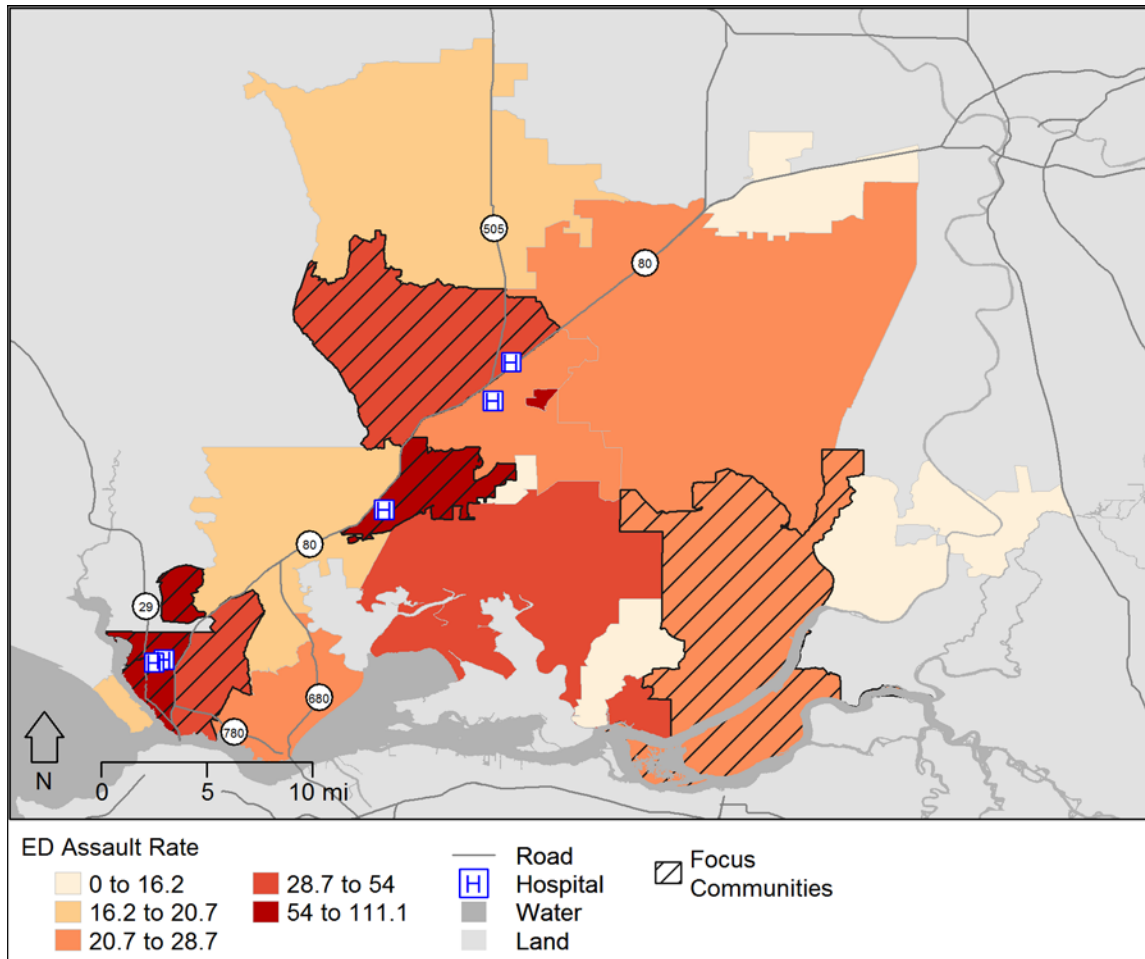 505
80
H
H
H
80
29
H H
680
780
N
0 5 10 mi
ED Assault Rate
0 to 16.2
16.2 to 20.7
20.7 to 28.7
28.7 to 54
54 to 111.1
Road
H Hospital
Water
Land
Focus
Communities